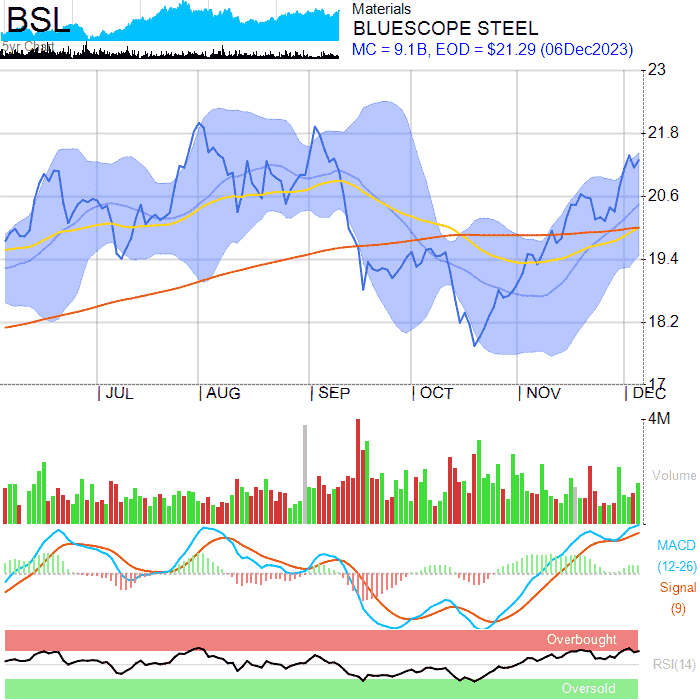 BSL
5yr Chart
Materials
BLUESCOPE STEEL
MC = 9.1B, EOD = $21.29 (06Dec2023)
23
21.8
20.6
19.4
18.2
17
JUL AUG SEP OCT NOV DEC
4M
Volume
MACD
(12-26)
Signal
(9)
Overbought
RSI(14)
Oversold